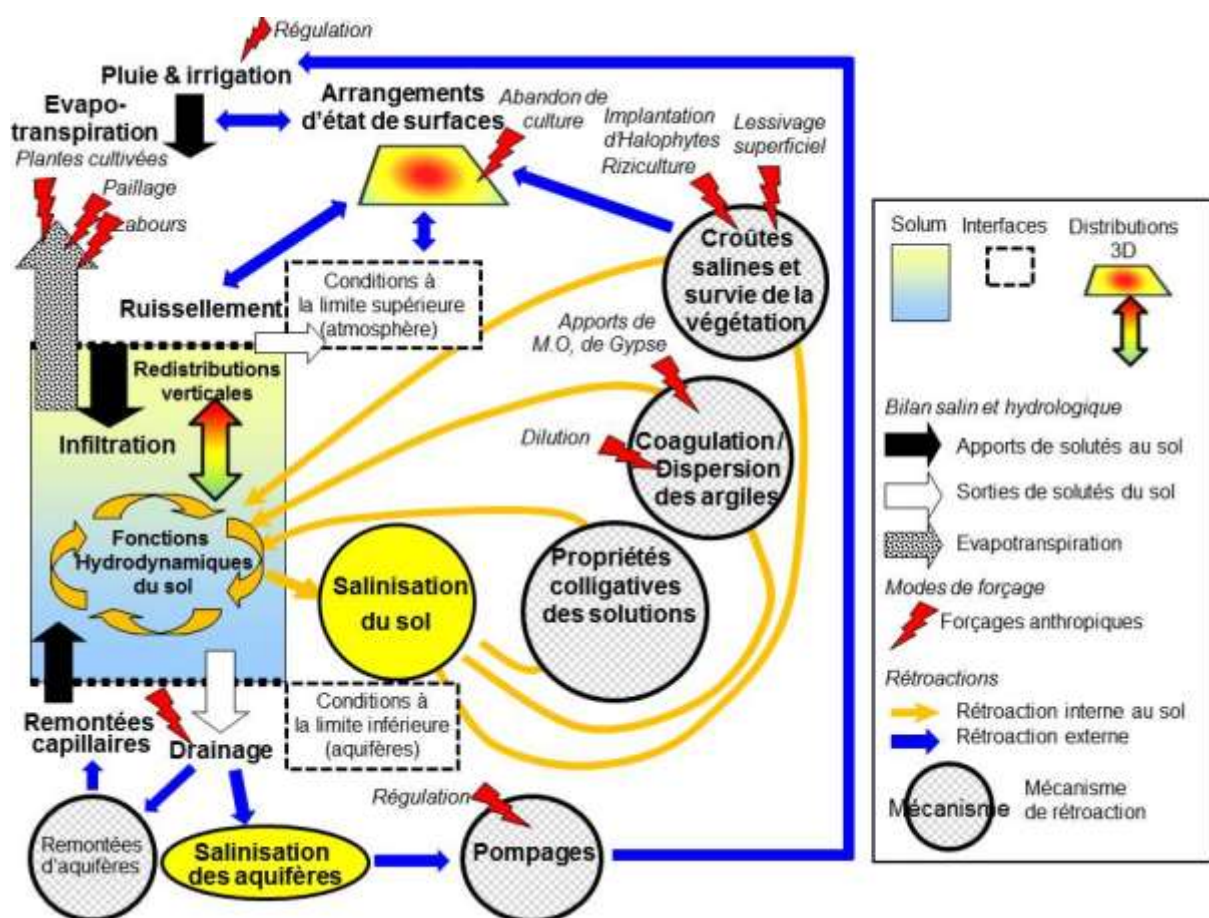 Régulation
Pluie & irrigation
Evapo-
transpiration
Plantes cultivées
Paillage
Labours
Arrangements
d'état de surfaces
Abandon de
culture
Implantation
d'Halophytes
Riziculture
Lessivage
superficiel
Croûtes
salines et
survie de la
végétation
Ruissellement
Conditions à
la limite supérieure
(atmosphère)
Redistributions
verticales
Infiltration
Apports de
M.O, de Gypse
Dilution
Coagulation/
Dispersion
des argiles
Fonctions
Hydrodynamiques
du sol
Salinisation
du sol
Propriétés
colligatives
des solutions
Remontées
capillaires
Drainage
Conditions à
la limite inférieure
(aquifères)
Régulation
Remontées
d'aquifères
Salinisation
des aquifères
Pompages
Solum
Interfaces
Distributions
3D
Bilan salin et hydrologique
Apports de solutés au sol
Sorties de solutés du sol
Evapotranspiration
Modes de forçage
Forçages anthropiques
Rétroactions
Rétroaction interne au sol
Rétroaction externe
Mécanisme
Mécanisme
de rétroaction